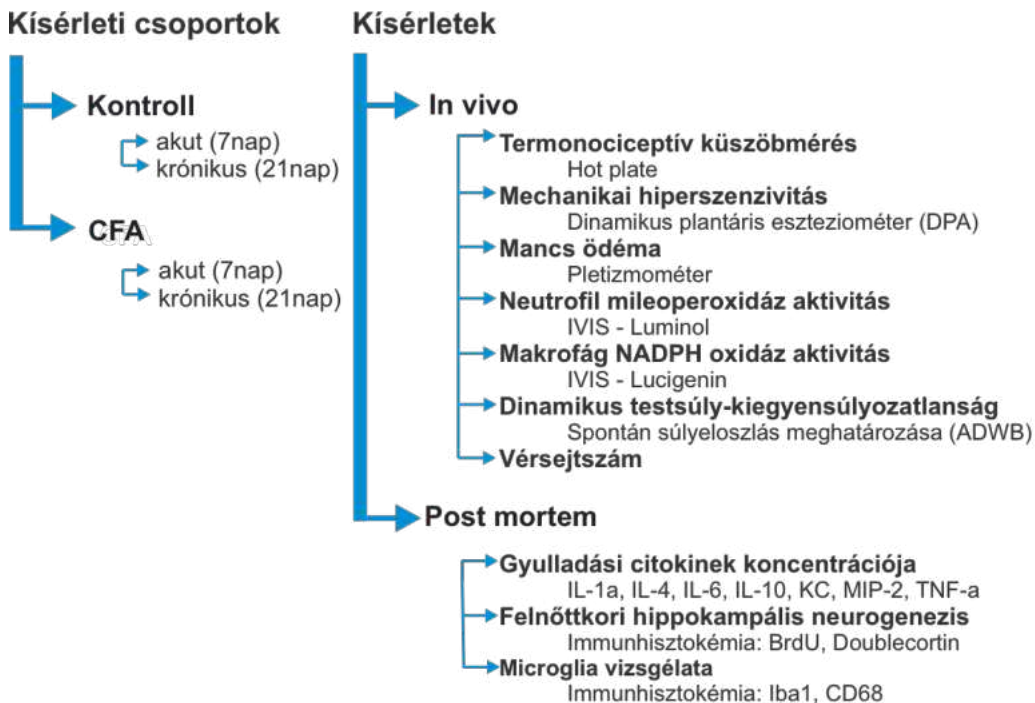 Kísérleti csoportok
Kontroll
akut (7nap)
krónikus (21nap)
CFA
akut (7nap)
krónikus (21nap)
Kísérletek
In vivo
Termonociceptív küszöbmérés
Hot plate
Mechanikai hiperszenzivitás
Dinamikus plantáris eszteziométer (DPA)
Mancs ödéma
Pletizmométer
Neutrofil mileoperoxidáz aktivitás
IVIS - Luminol
Makrofág NADPH oxidáz aktivitás
IVIS - Lucigenin
Dinamikus testsúly-kiegyensúlyozatlanság
Spontán súlyeloszlás meghatározása (ADWB)
Vérsejtszám
Post mortem
Gyulladási citokinek koncentrációja
IL-1a, IL-4, IL-6, IL-10, KC, MIP-2, TNF-a
Felnőttkori hippokampális neurogenezis
Immunhisztokémia: BrdU, Doublecortin
Microglia vizsgélata
Immunhisztokémia: Iba1, CD68